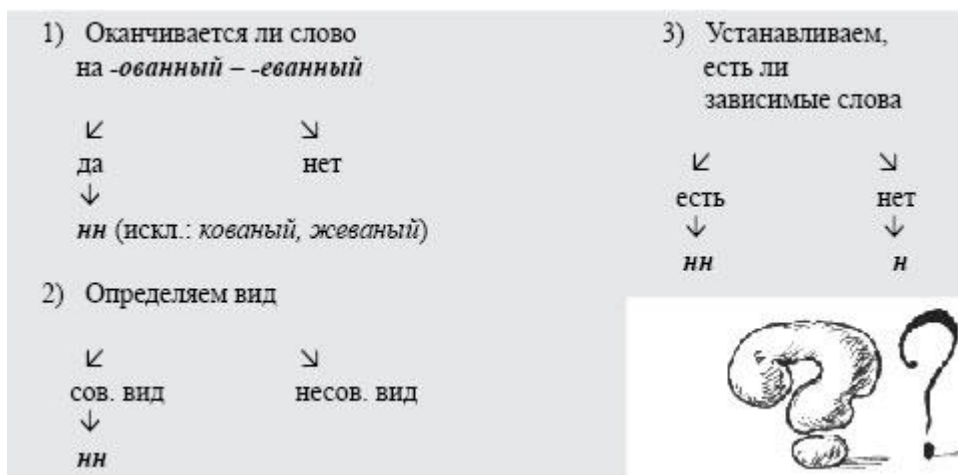 1) Оканчивается ли слово
на -ованный – -еванный
↙ ↘
да нет
↓
нн (искл.: кованый, жеваный)
2) Определяем вид
↙ ↘
сов. вид несов. вид
↓
нн
3) Устанавливаем,
есть ли
зависимые слова
↙ ↘
есть нет
↓ ↓
нн н